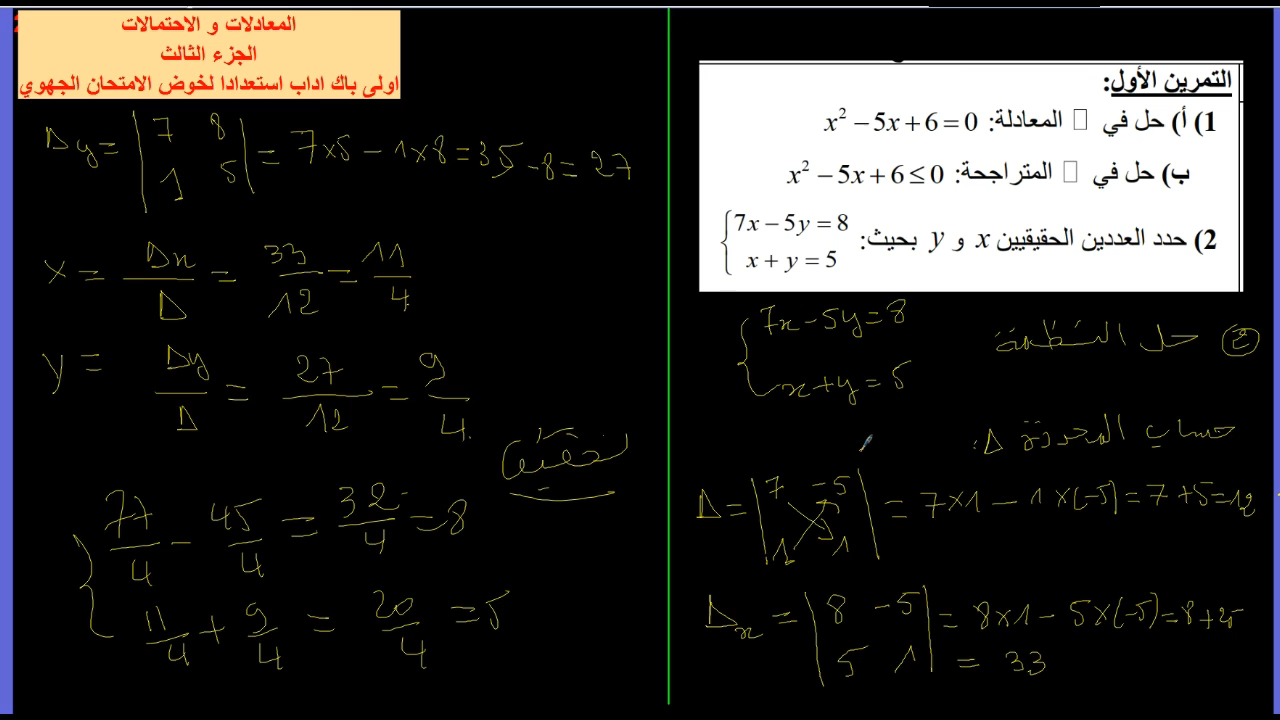 المعادلات و الاحتمالات
الجزء الثالث
اولى باك اداب استعدادا لخوض الامتحان الجهوي
التمرين الأول:
1) أ) حل في □ المعادلة: x² − 5x + 6 = 0
ب) حل في □ المتراجحة: x² − 5x + 6 ≤ 0
2) حدد العددين الحقيقيين x و y بحيث: { 7x − 5y = 8
x + y = 5
② حل النظمة { 7x − 5y = 8
x + y = 5
حساب المحددة Δ:
Δ = | 7 −5 |
| 1 1 | = 7×1 − 1×(−5) = 7+5 = 12
Δx = | 8 −5 | = 8×1 − 5×(−5) = 8+25
| 5 1 | = 33
Δy = | 7 8 |
| 1 5 | = 7×5 − 1×8 = 35 − 8 = 27
x = Δx/Δ = 33/12 = 11/4
y = Δy/Δ = 27/12 = 9/4
{ 77/4 − 45/4 = 32/4 = 8
11/4 + 9/4 = 20/4 = 5